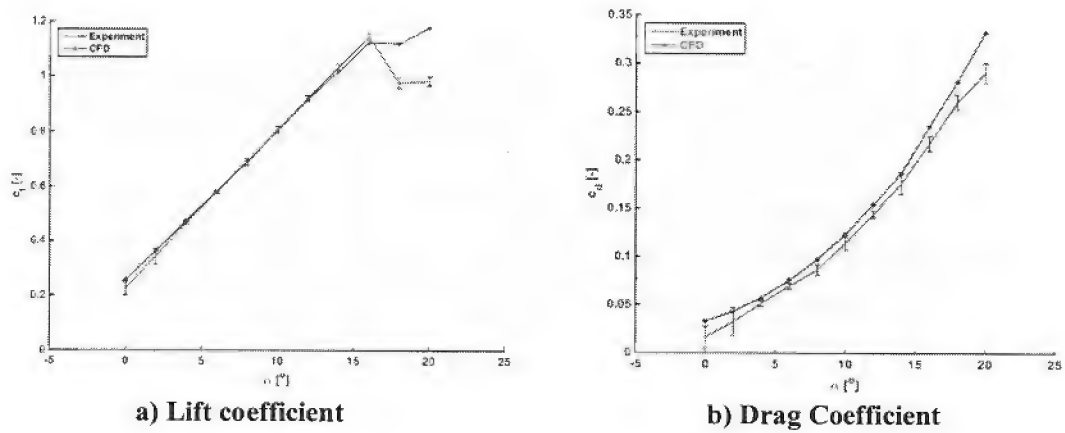 1.2
1
0.8
0.6
0.4
0.2
0
-5
0
5
10
15
20
25
Experiment
CFD
c_l [-]
α [°]
a) Lift coefficient
0.35
0.3
0.25
0.2
0.15
0.1
0.05
0
-5
0
5
10
15
20
25
Experiment
CFD
c_d [-]
α [°]
b) Drag Coefficient